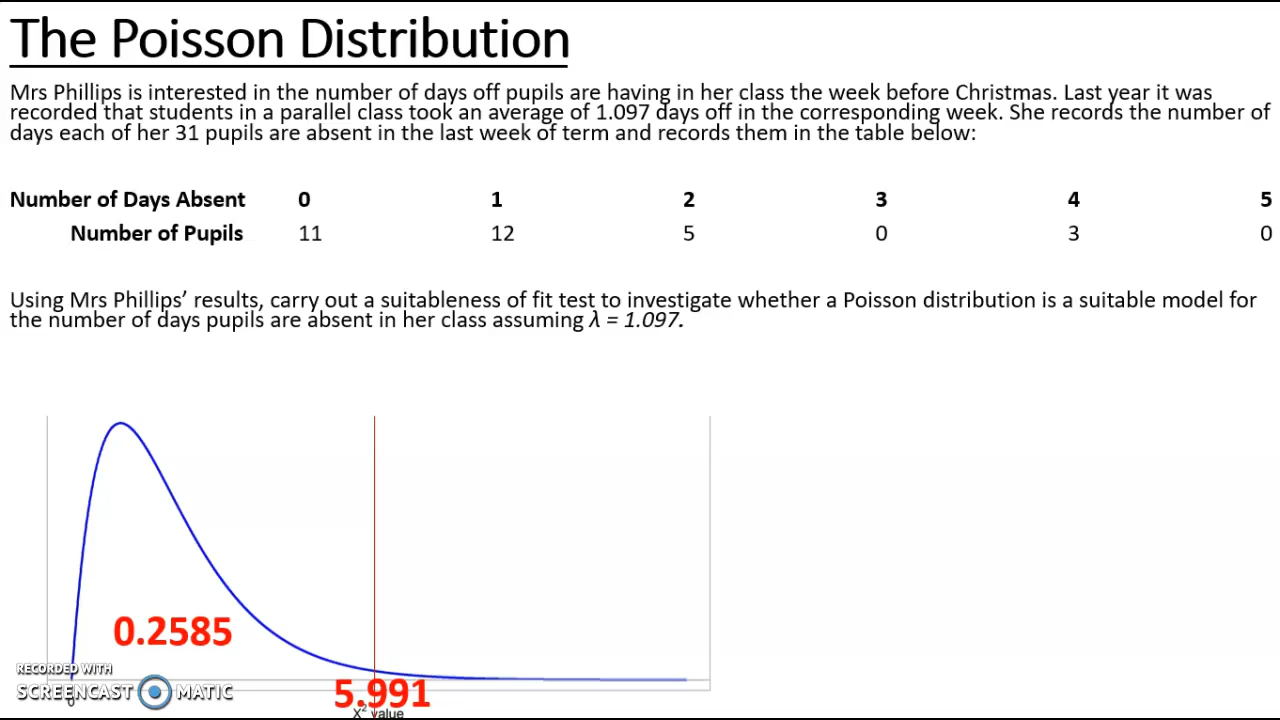 The Poisson Distribution
Mrs Phillips is interested in the number of days off pupils are having in her class the week before Christmas. Last year it was
recorded that students in a parallel class took an average of 1.097 days off in the corresponding week. She records the number of
days each of her 31 pupils are absent in the last week of term and records them in the table below:
Number of Days Absent 0 1 2 3 4 5
Number of Pupils 11 12 5 0 3 0
Using Mrs Phillips’ results, carry out a suitableness of fit test to investigate whether a Poisson distribution is a suitable model for
the number of days pupils are absent in her class assuming λ = 1.097.
0.2585
RECORDED WITH
SCREENCAST MATIC
0
5.991
X² value